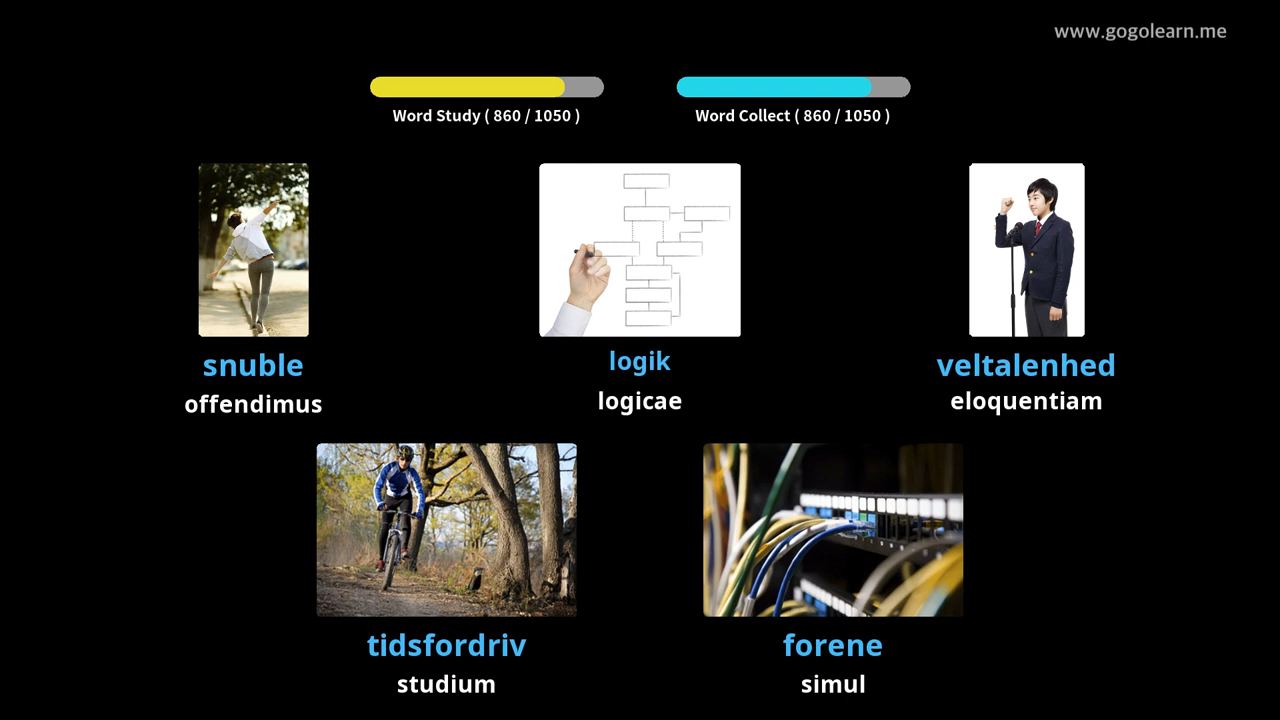 www.gogolearn.me
Word Study ( 860 / 1050 )
Word Collect ( 860 / 1050 )
snuble
offendimus
logik
logicae
veltalenhed
eloquentiam
tidsfordriv
studium
forene
simul